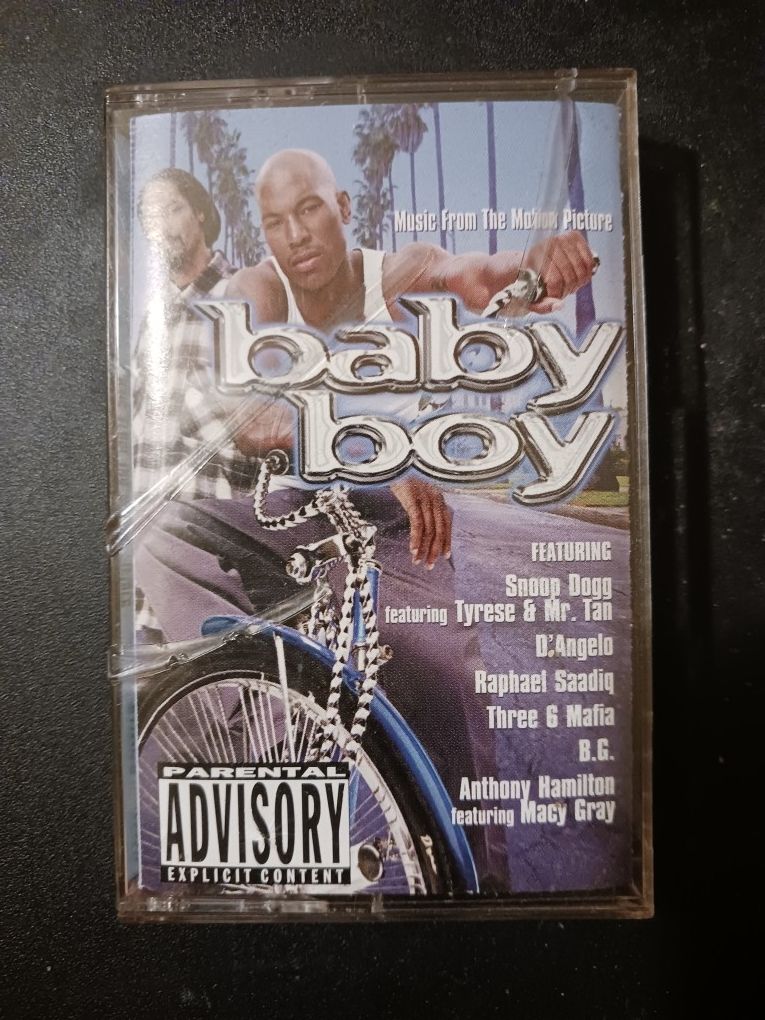 Music From The Motion Picture
baby
boy
FEATURING
Snoop Dogg
featuring Tyrese & Mr. Tan
D'Angelo
Raphael Saadiq
Three 6 Mafia
B.G.
Anthony Hamilton
featuring Macy Gray
PARENTAL
ADVISORY
EXPLICIT CONTENT